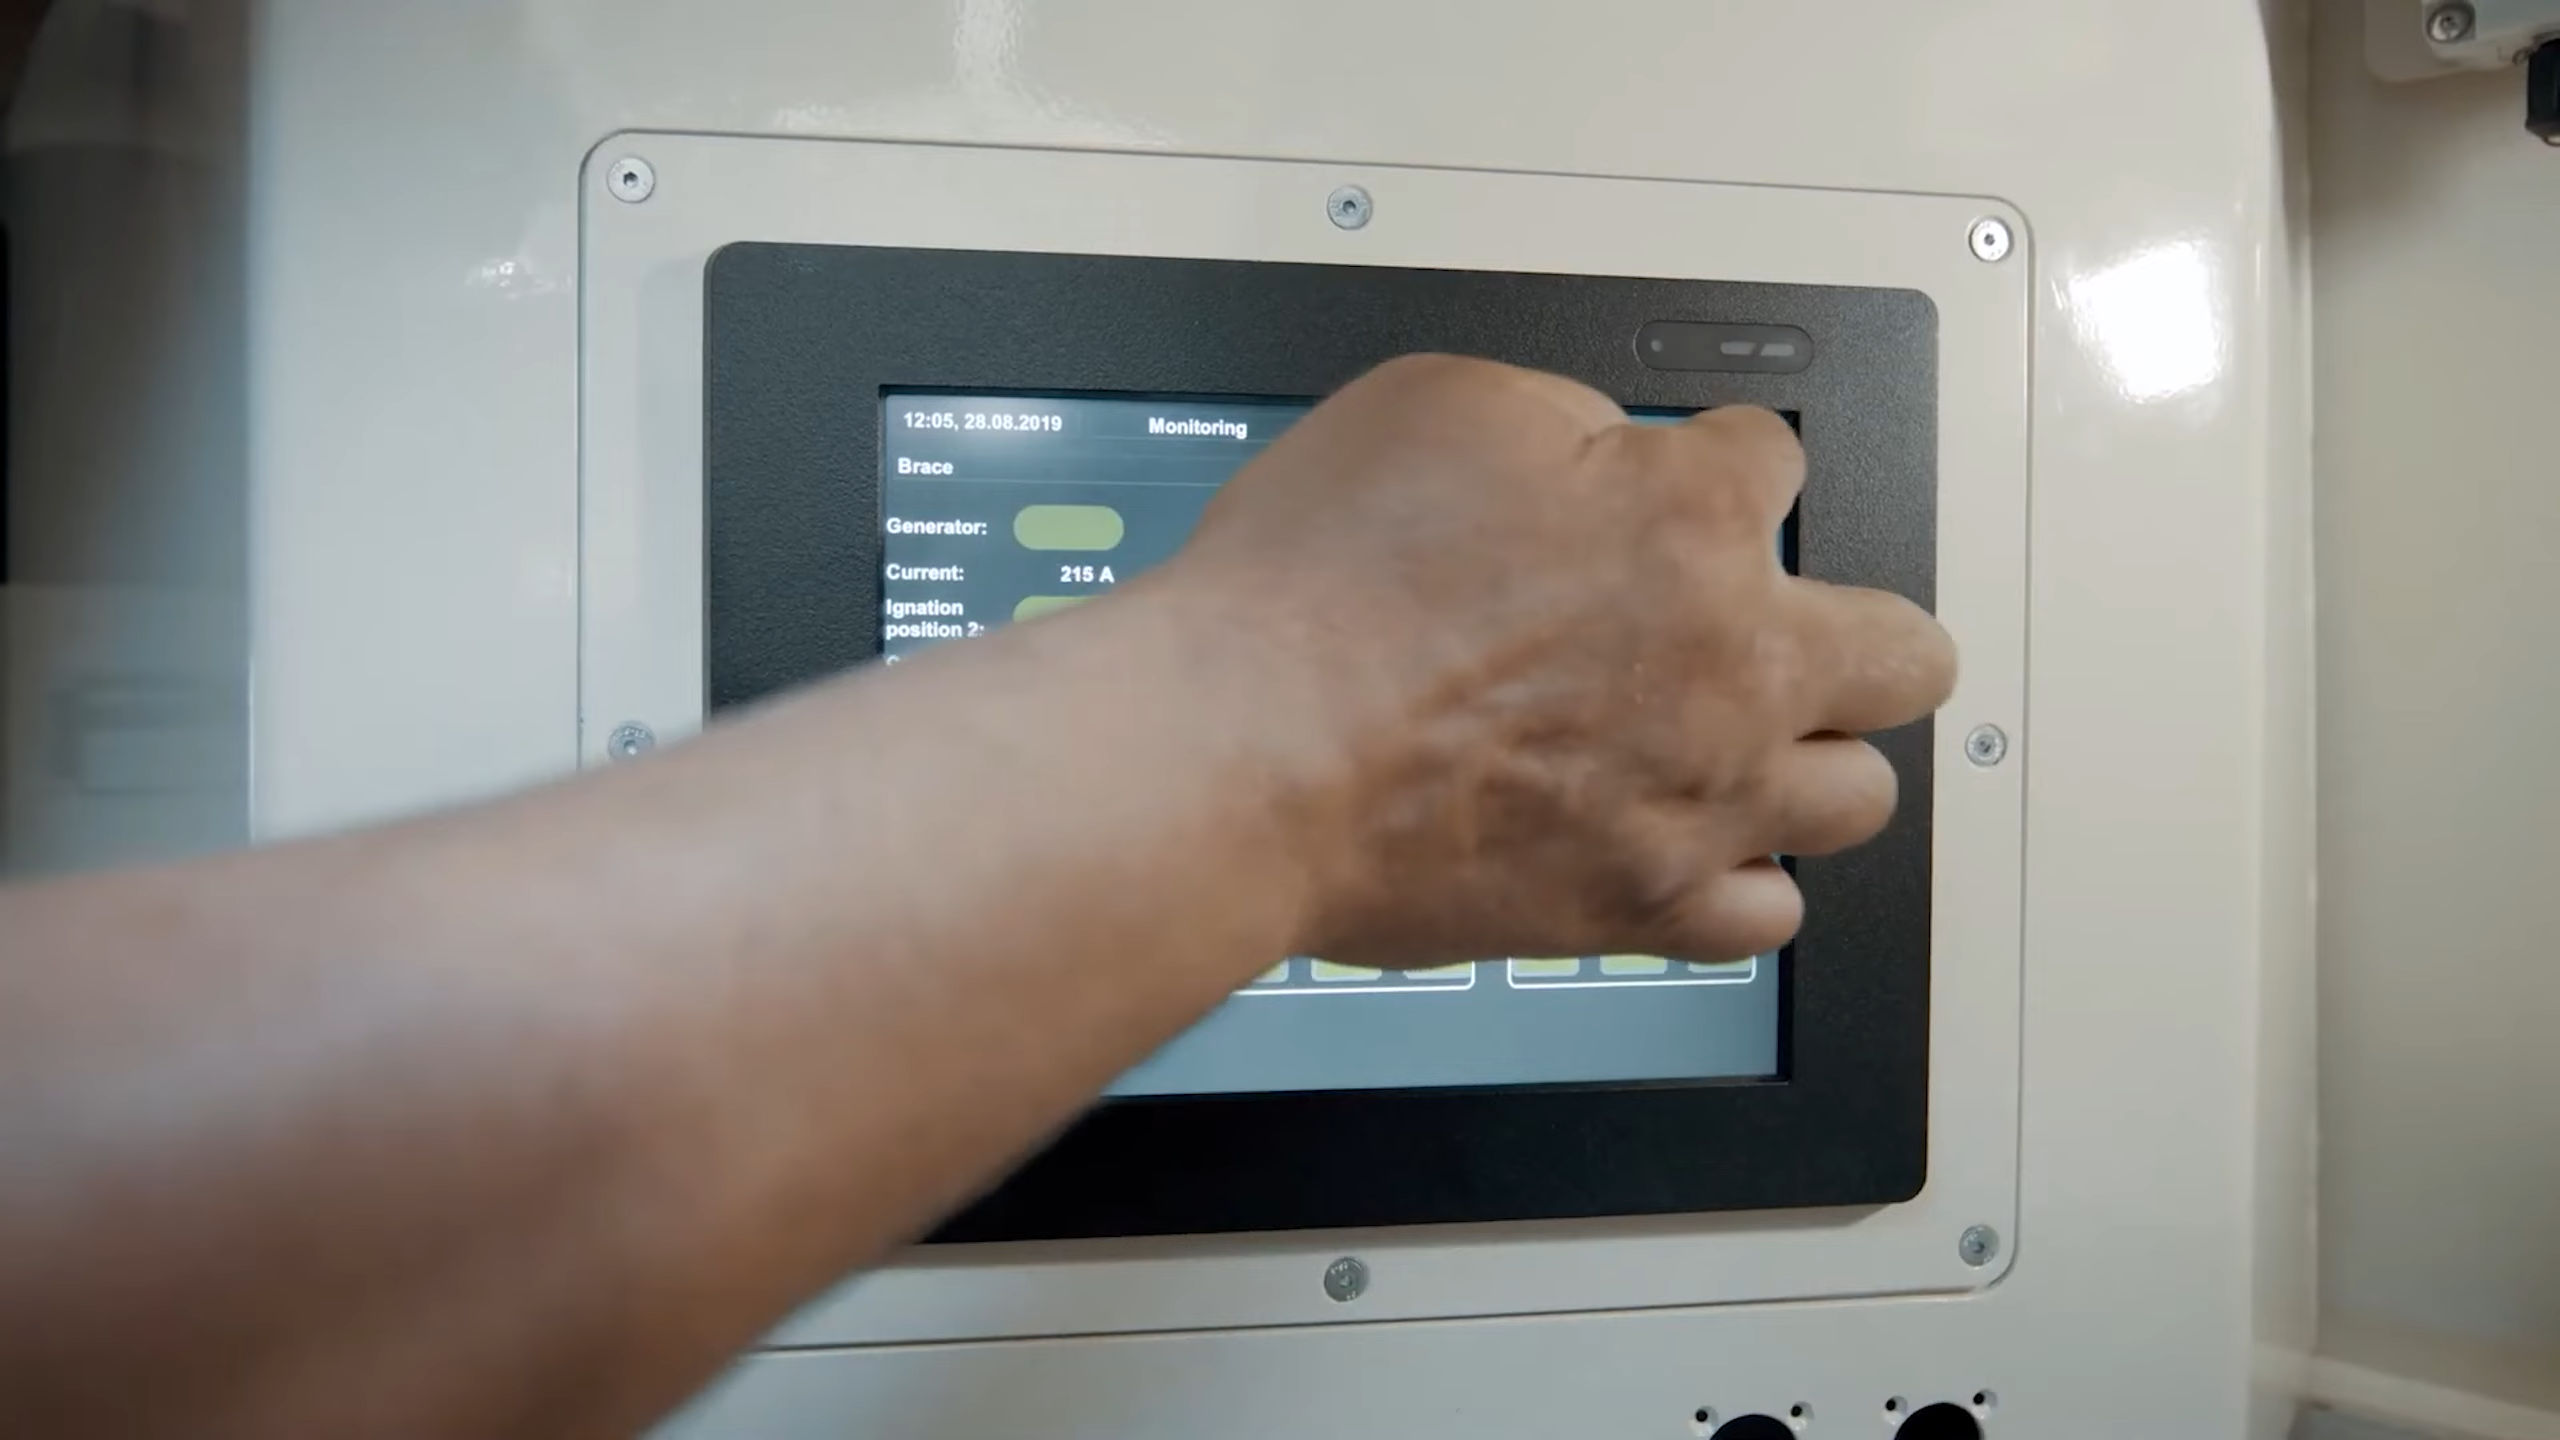 12:05, 28.08.2019 Monitoring
Brace
Generator:
Current: 215 A
Ignation
position 2: